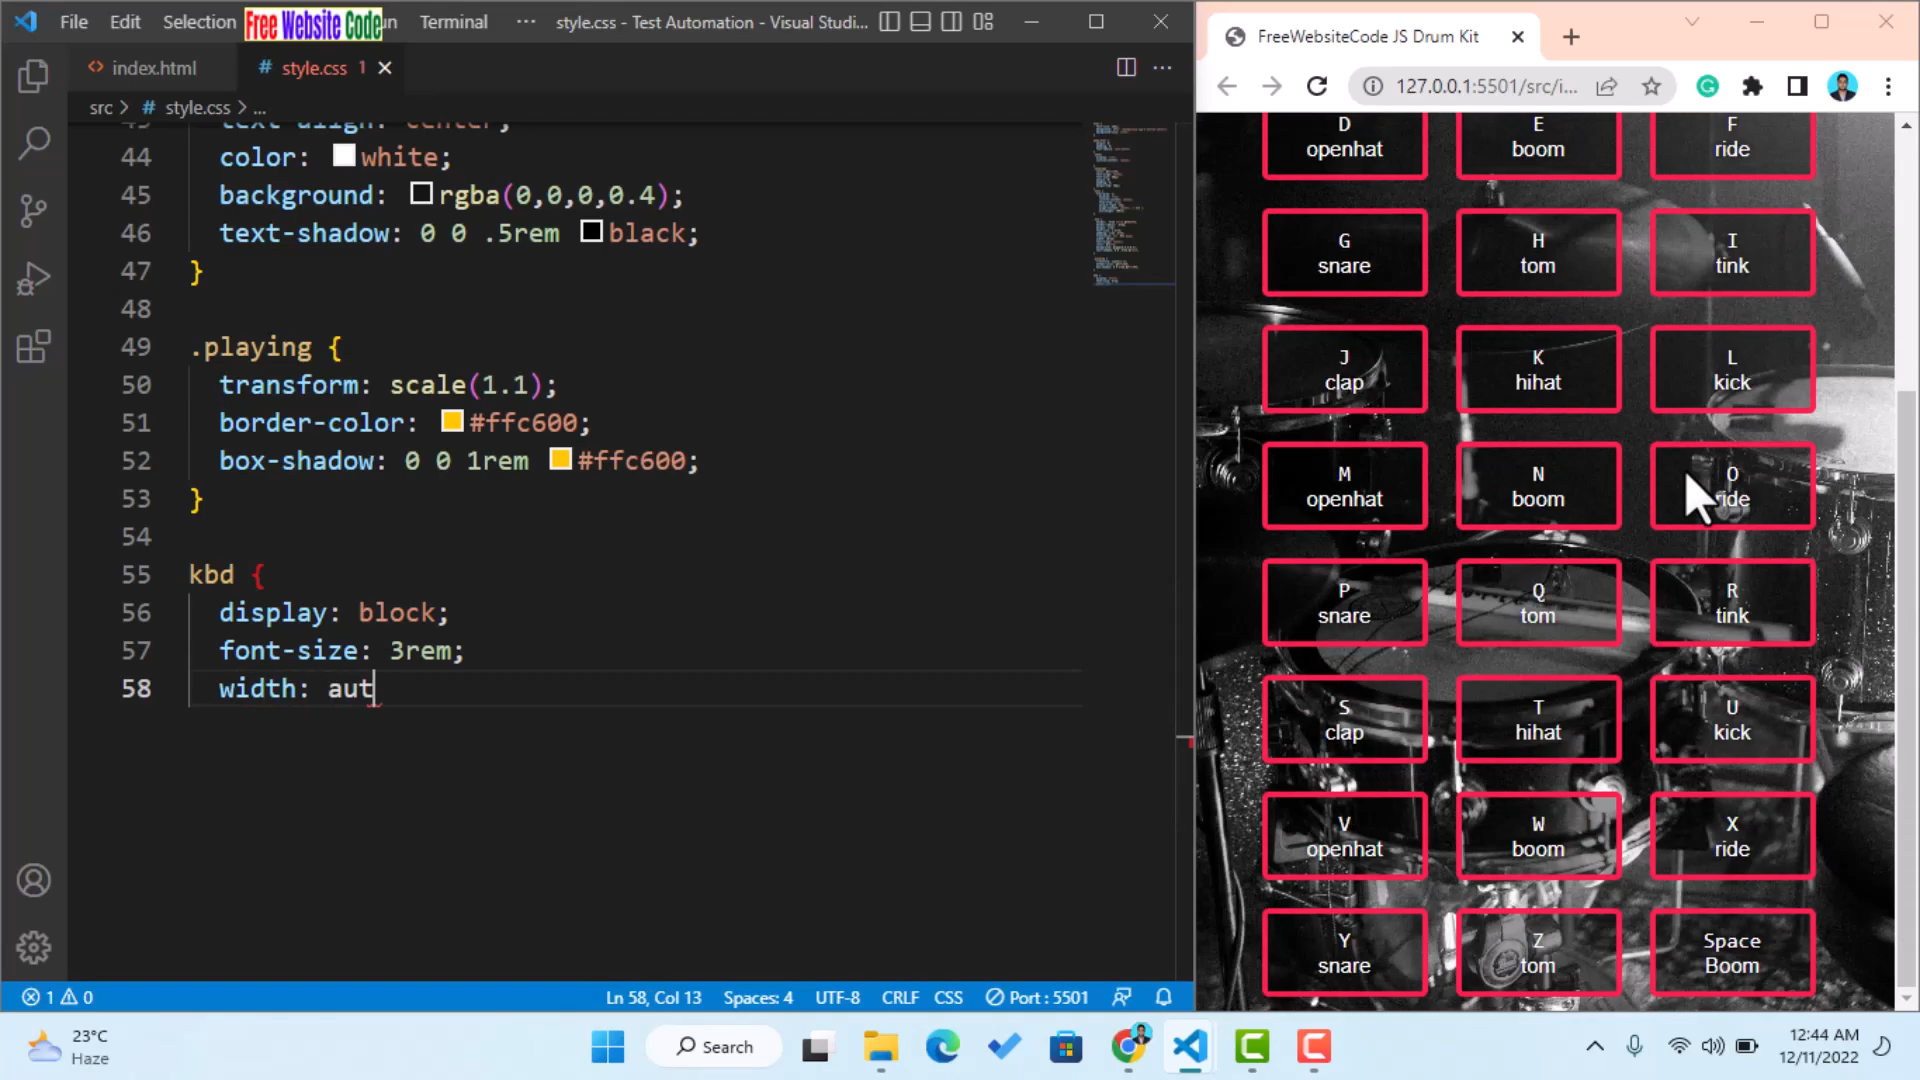 File Edit Selection Free Website Code Terminal ··· style.css - Test Automation - Visual Studi...
index.html
style.css 1
src > # style.css > ...
text-align: center;
44 color: white;
45 background: rgba(0,0,0,0.4);
46 text-shadow: 0 0 .5rem black;
47 }
48
49 .playing {
50 transform: scale(1.1);
51 border-color: #ffc600;
52 box-shadow: 0 0 1rem #ffc600;
53 }
54
55 kbd {
56 display: block;
57 font-size: 3rem;
58 width: aut
1 0
Ln 58, Col 13 Spaces: 4 UTF-8 CRLF CSS Port : 5501
FreeWebsiteCode JS Drum Kit
127.0.0.1:5501/src/i...
D E F
openhat boom ride
G H I
snare tom tink
J K L
clap hihat kick
M N O
openhat boom ride
P Q R
snare tom tink
S T U
clap hihat kick
V W X
openhat boom ride
Y Z Space
snare tom Boom
23°C
Haze
Search
12:44 AM
12/11/2022